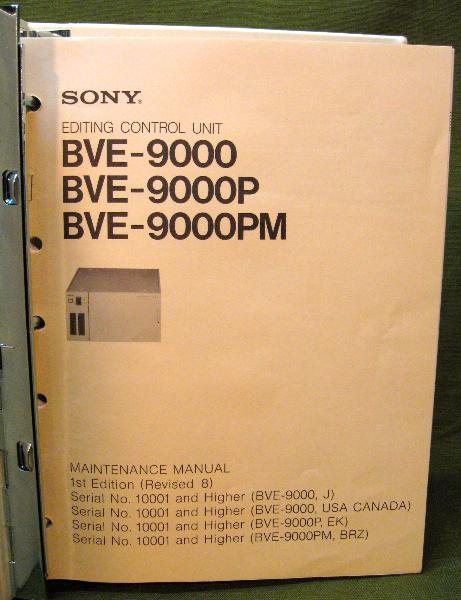 SONY®
EDITING CONTROL UNIT
BVE-9000
BVE-9000P
BVE-9000PM
MAINTENANCE MANUAL
1st Edition (Revised 8)
Serial No. 10001 and Higher (BVE-9000, J)
Serial No. 10001 and Higher (BVE-9000, USA CANADA)
Serial No. 10001 and Higher (BVE-9000P, EK)
Serial No. 10001 and Higher (BVE-9000PM, BRZ)